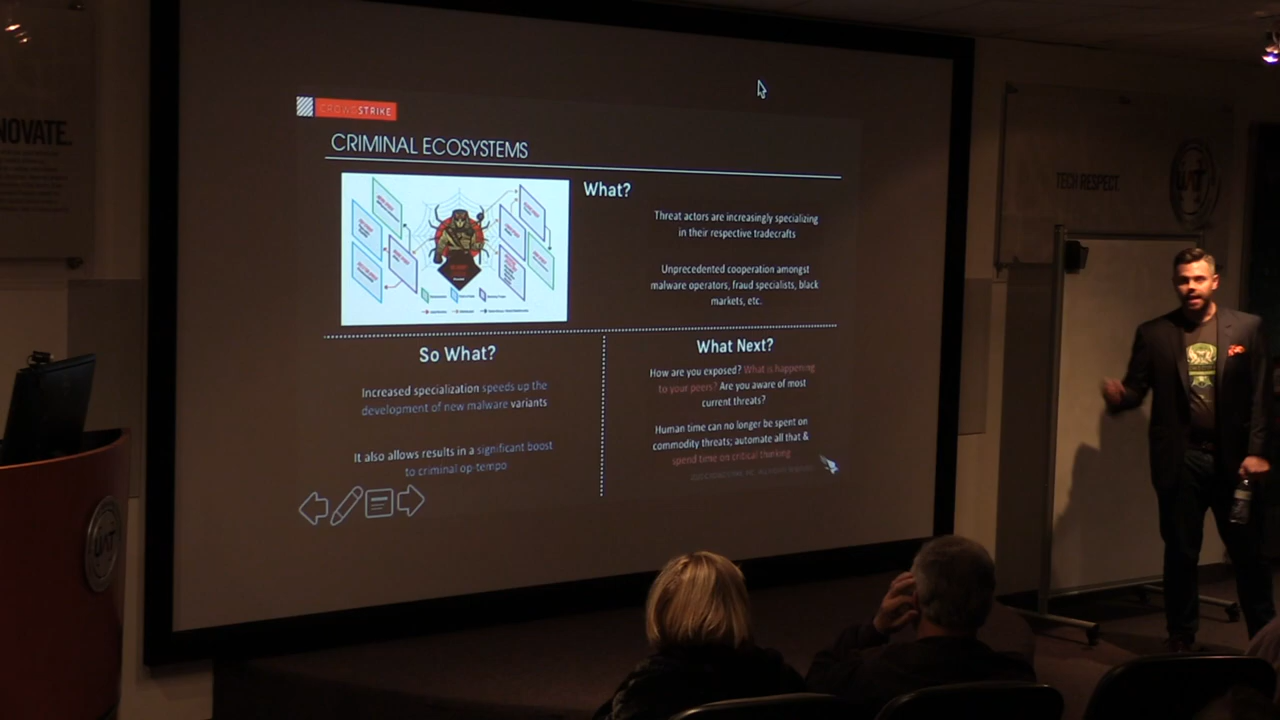 NOVATE.
CROWDSTRIKE
CRIMINAL ECOSYSTEMS
What?
Threat actors are increasingly specializing
in their respective tradecrafts
Unprecedented cooperation amongst
malware operators, fraud specialists, black
markets, etc.
So What?
Increased specialization speeds up the
development of new malware variants
It also allows results in a significant boost
to criminal op-tempo
What Next?
How are you exposed? What is happening
to your peers? Are you aware of most
current threats?
Human time can no longer be spent on
commodity threats; automate all that &
spend time on critical thinking
TECH RESPECT.
UAT
UAT